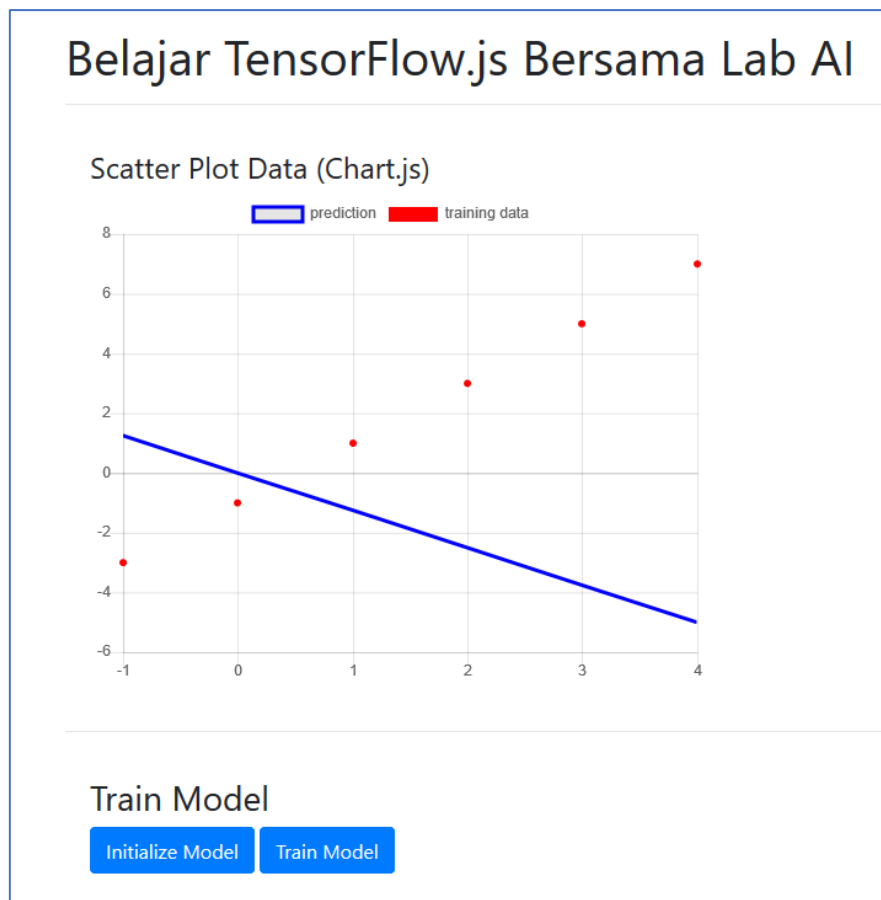 Belajar TensorFlow.js Bersama Lab AI
Scatter Plot Data (Chart.js)
prediction training data
8
6
4
2
0
-2
-4
-6
-1 0 1 2 3 4
Train Model
Initialize Model Train Model